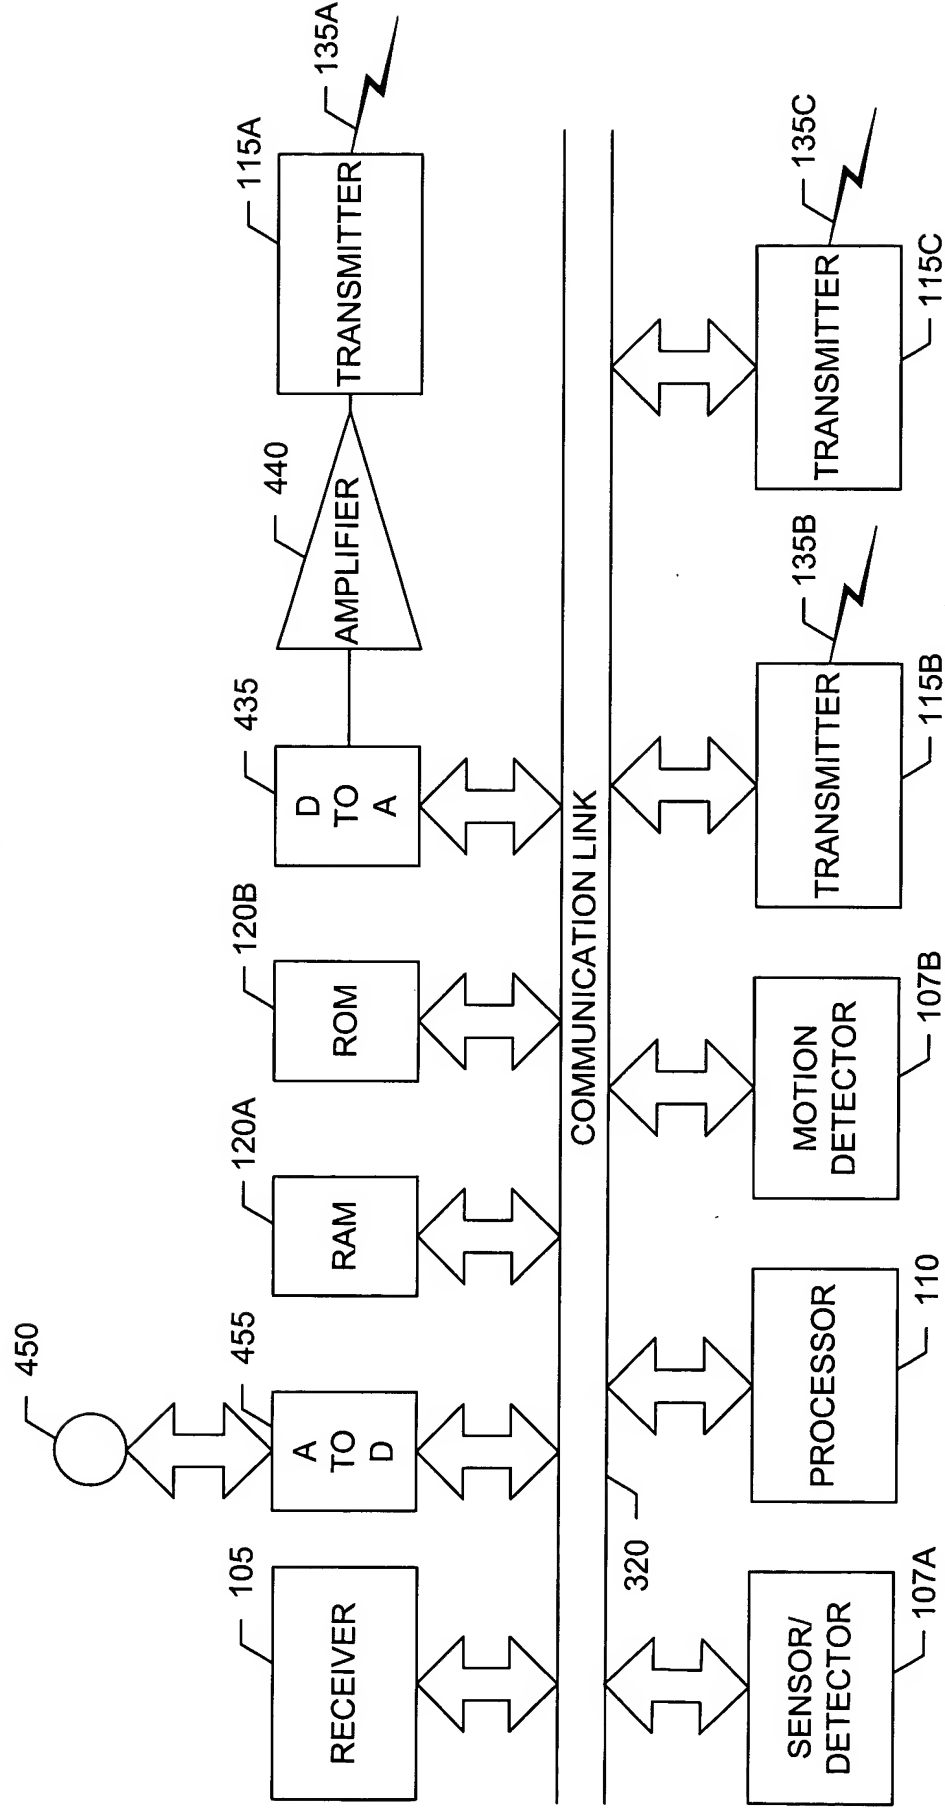 450
135A
115A
440
435
120B
120A
455
105
RECEIVER
A
TO
D
RAM
ROM
D
TO
A
AMPLIFIER
TRANSMITTER
COMMUNICATION LINK
320
135B
135C
SENSOR/
DETECTOR
PROCESSOR
MOTION
DETECTOR
TRANSMITTER
TRANSMITTER
107A
110
107B
115B
115C